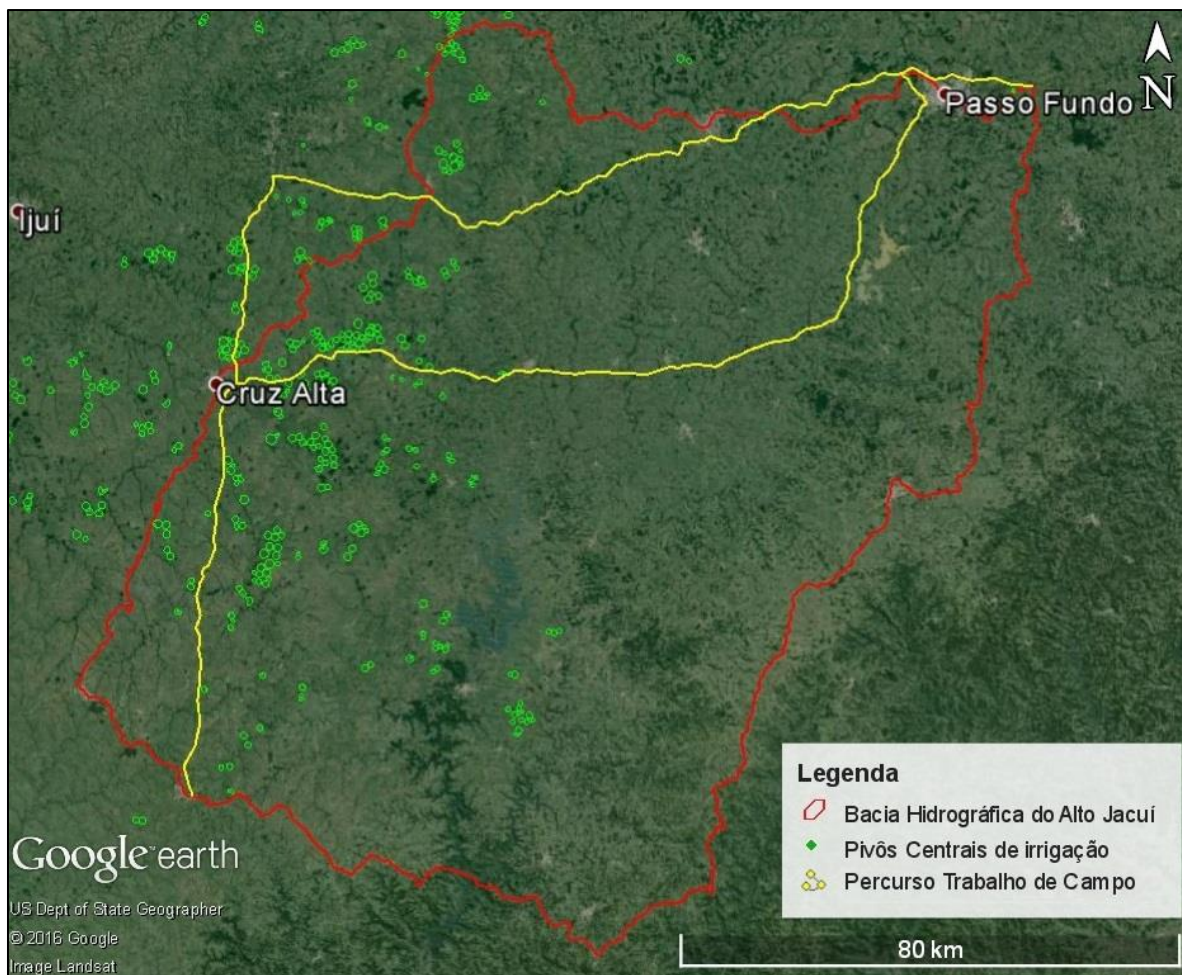 N
Passo Fundo
Ijuí
Cruz Alta
Legenda
Bacia Hidrográfica do Alto Jacuí
Pivôs Centrais de irrigação
Percurso Trabalho de Campo
Google earth
US Dept of State Geographer
© 2016 Google
Image Landsat
80 km